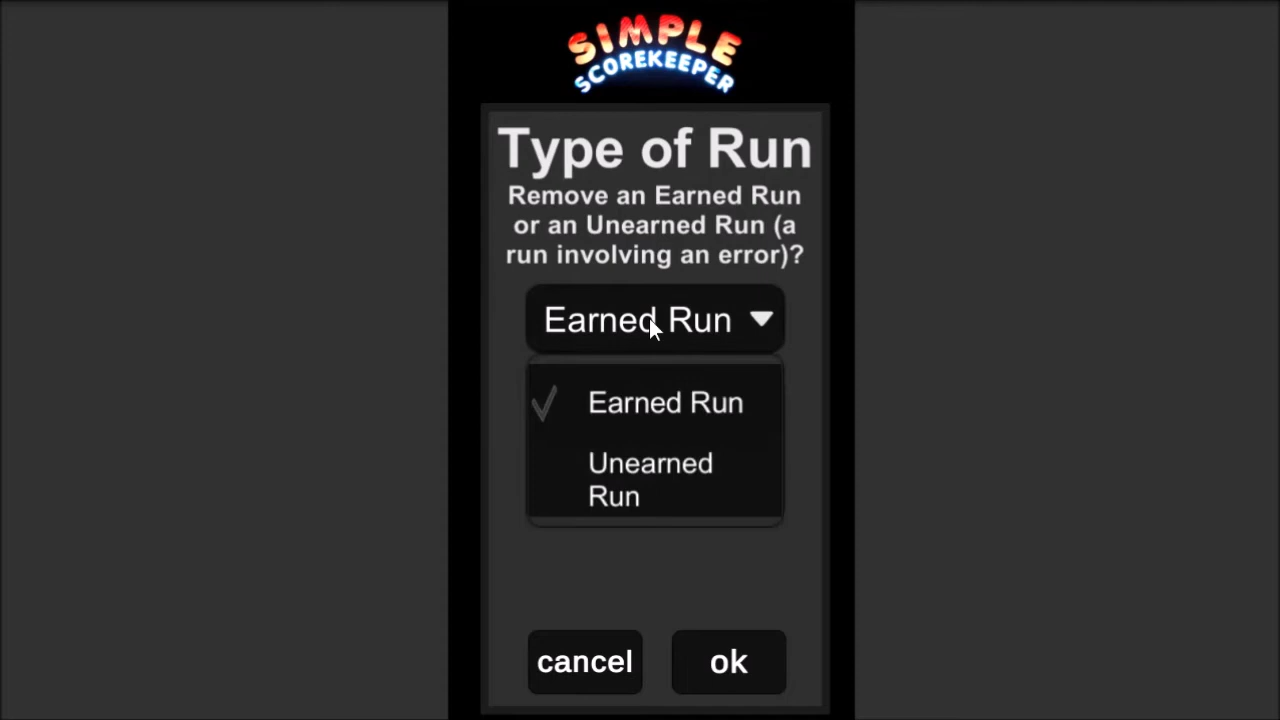 SIMPLE
SCOREKEEPER
Type of Run
Remove an Earned Run
or an Unearned Run (a
run involving an error)?
Earned Run
Earned Run
Unearned
Run
cancel
ok